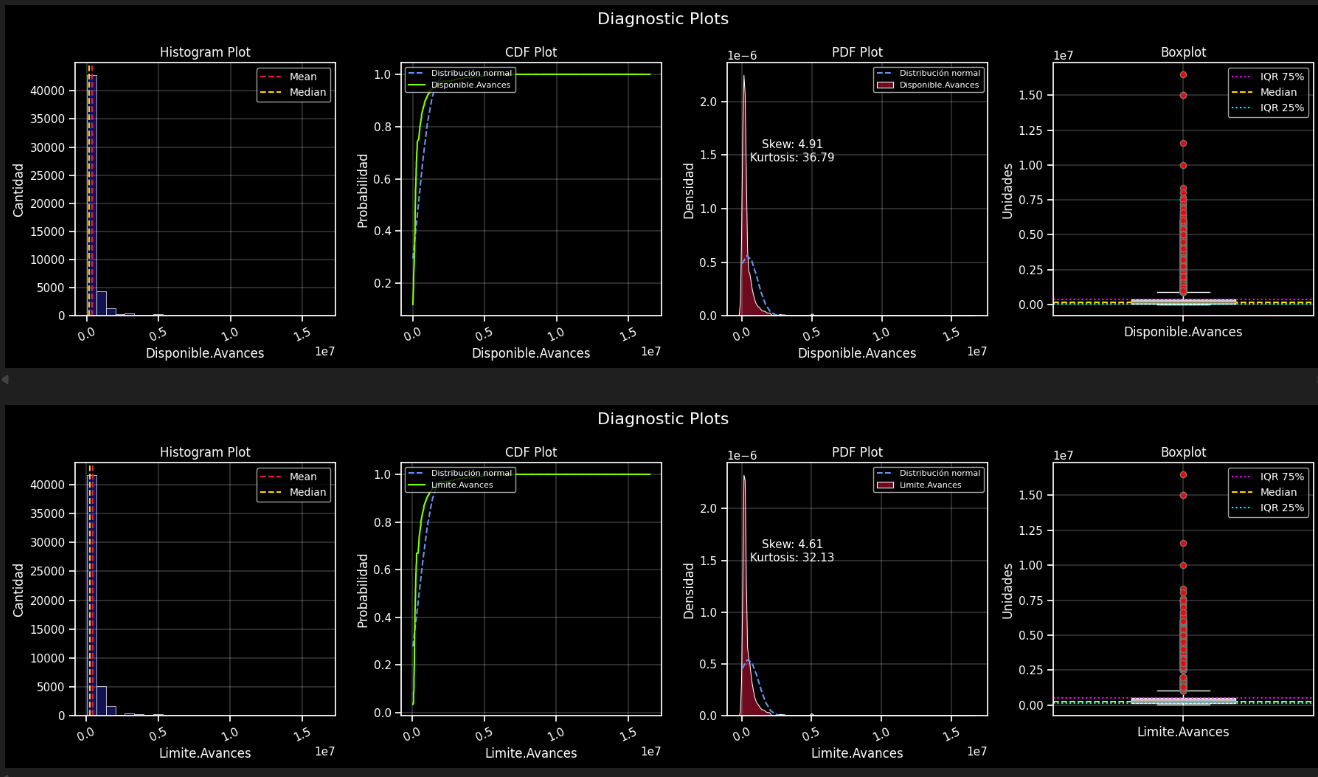 Diagnostic Plots
Histogram Plot
Mean
Median
40000
35000
30000
25000
20000
15000
10000
5000
0
Cantidad
0.0
0.5
1.0
1.5
1e7
Disponible.Avances
CDF Plot
Distribución normal
Disponible.Avances
1.0
0.8
0.6
0.4
0.2
Probabilidad
0.0
0.5
1.0
1.5
1e7
Disponible.Avances
PDF Plot
1e−6
Distribución normal
Disponible.Avances
Skew: 4.91
Kurtosis: 36.79
2.0
1.5
1.0
0.5
0.0
Densidad
0.0
0.5
1.0
1.5
1e7
Disponible.Avances
Boxplot
1e7
IQR 75%
Median
IQR 25%
1.50
1.25
1.00
0.75
0.50
0.25
0.00
Unidades
Disponible.Avances
Diagnostic Plots
Histogram Plot
Mean
Median
40000
35000
30000
25000
20000
15000
10000
5000
0
Cantidad
0.0
0.5
1.0
1.5
1e7
Limite.Avances
CDF Plot
Distribución normal
Limite.Avances
1.0
0.8
0.6
0.4
0.2
0.0
Probabilidad
0.0
0.5
1.0
1.5
1e7
Limite.Avances
PDF Plot
1e−6
Distribución normal
Limite.Avances
Skew: 4.61
Kurtosis: 32.13
2.0
1.5
1.0
0.5
0.0
Densidad
0.0
0.5
1.0
1.5
1e7
Limite.Avances
Boxplot
1e7
IQR 75%
Median
IQR 25%
1.50
1.25
1.00
0.75
0.50
0.25
0.00
Unidades
Limite.Avances